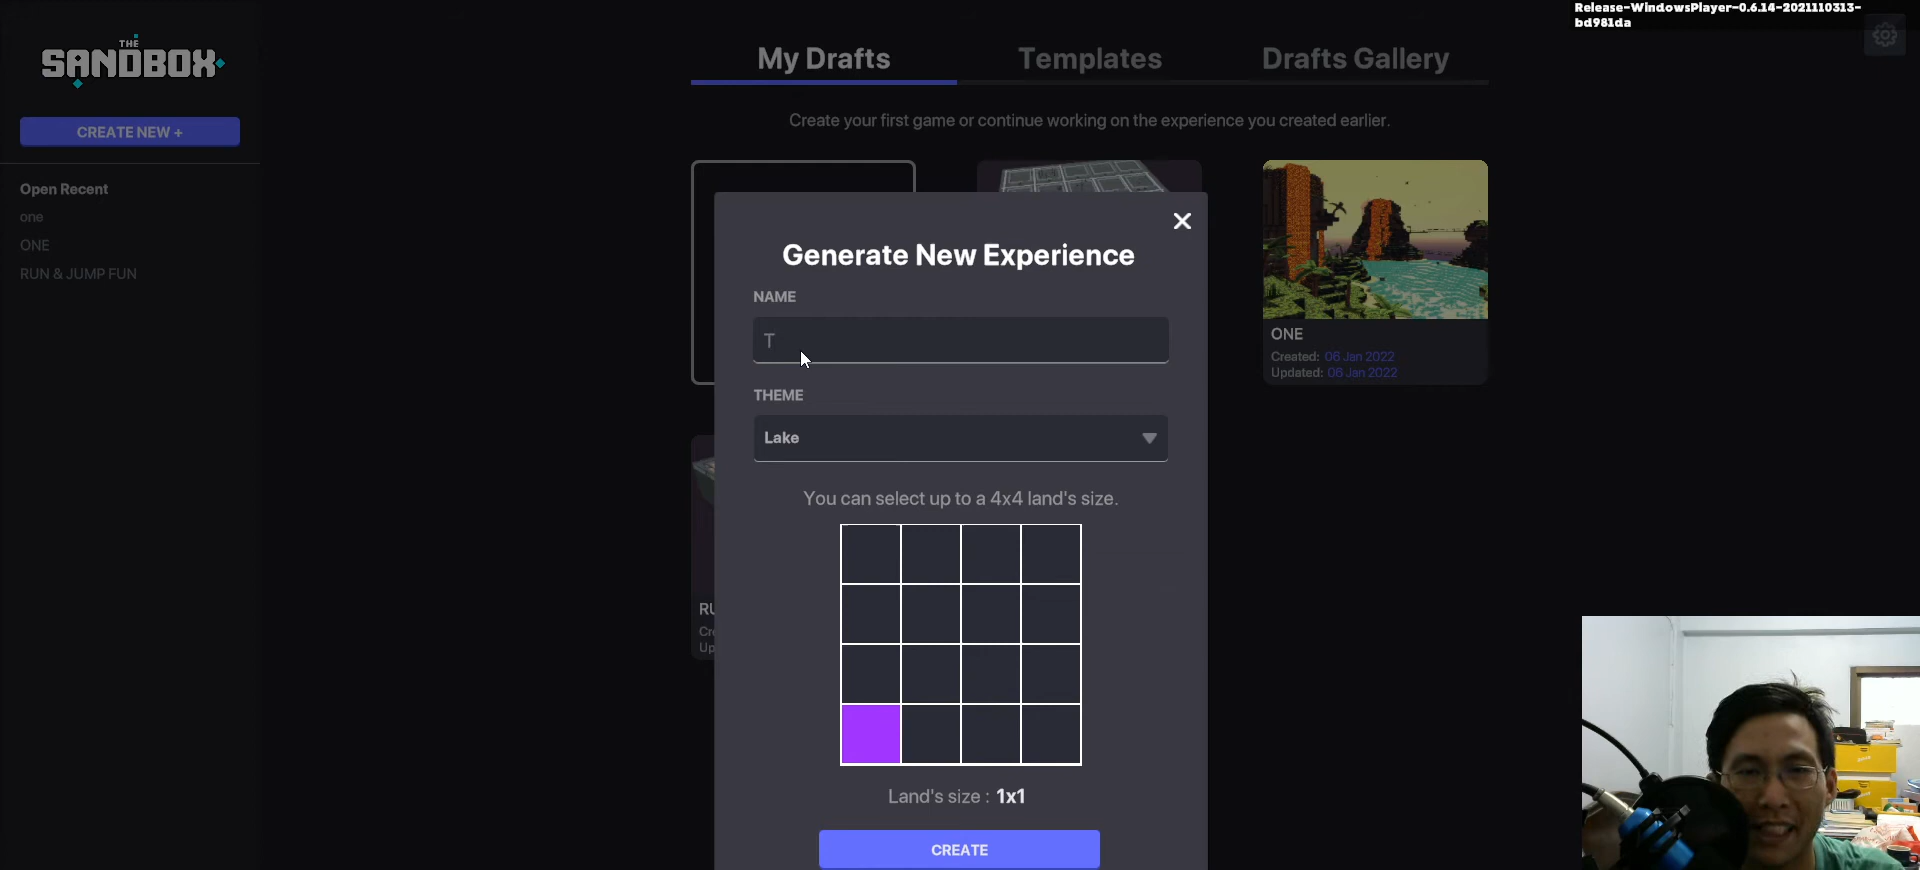 Release-WindowsPlayer-0.6.14-2021110313-
bd981da
THE
SANDBOX
CREATE NEW +
Open Recent
one
ONE
RUN & JUMP FUN
My Drafts
Templates
Drafts Gallery
Create your first game or continue working on the experience you created earlier.
ONE
Created: 06 Jan 2022
Updated: 06 Jan 2022
RU
Cre
Up
Generate New Experience
NAME
T
THEME
Lake
You can select up to a 4x4 land's size.
Land's size : 1x1
CREATE